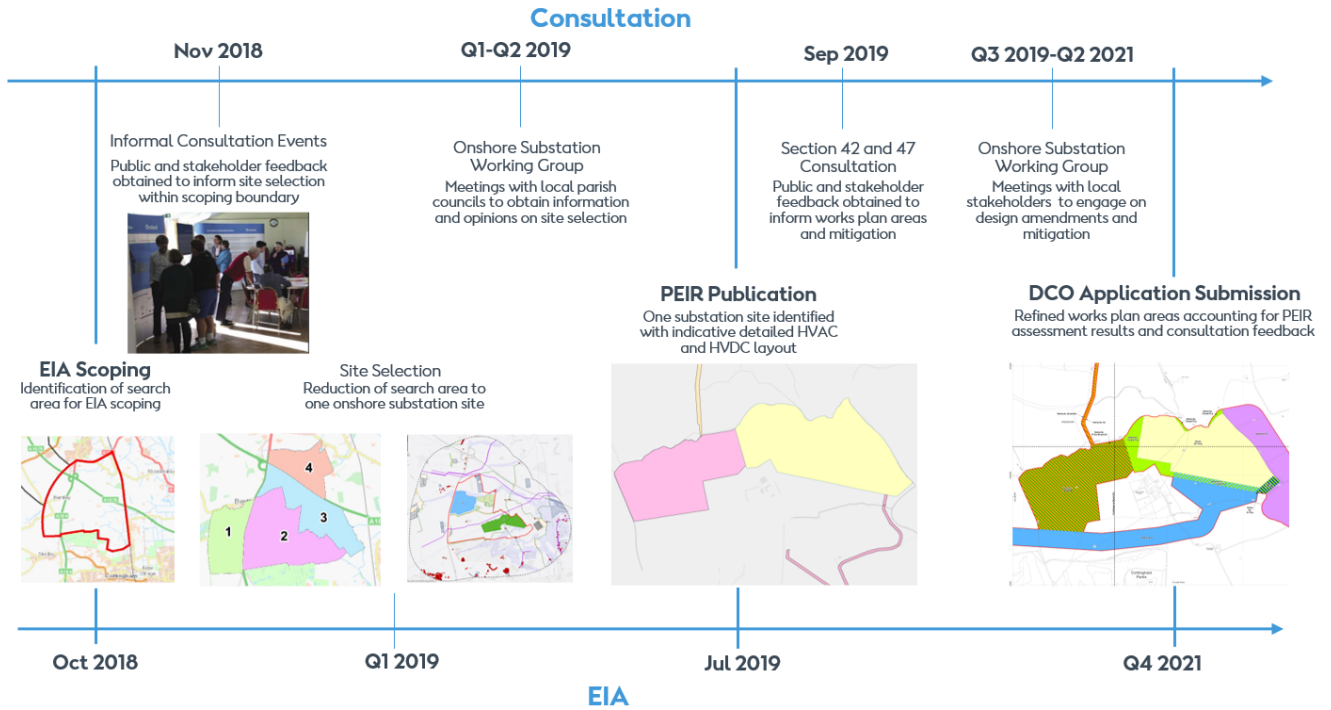 Consultation
Nov 2018
Q1-Q2 2019
Sep 2019
Q3 2019-Q2 2021
Informal Consultation Events
Public and stakeholder feedback
obtained to inform site selection
within scoping boundary
Onshore Substation
Working Group
Meetings with local parish
councils to obtain information
and opinions on site selection
Section 42 and 47
Consultation
Public and stakeholder
feedback obtained to
inform works plan areas
and mitigation
Onshore Substation
Working Group
Meetings with local
stakeholders to engage on
design amendments and
mitigation
EIA Scoping
Identification of search
area for EIA scoping
Site Selection
Reduction of search area to
one onshore substation site
PEIR Publication
One substation site identified
with indicative detailed HVAC
and HVDC layout
DCO Application Submission
Refined works plan areas accounting for PEIR
assessment results and consultation feedback
1
2
3
4
Oct 2018
Q1 2019
Jul 2019
Q4 2021
EIA